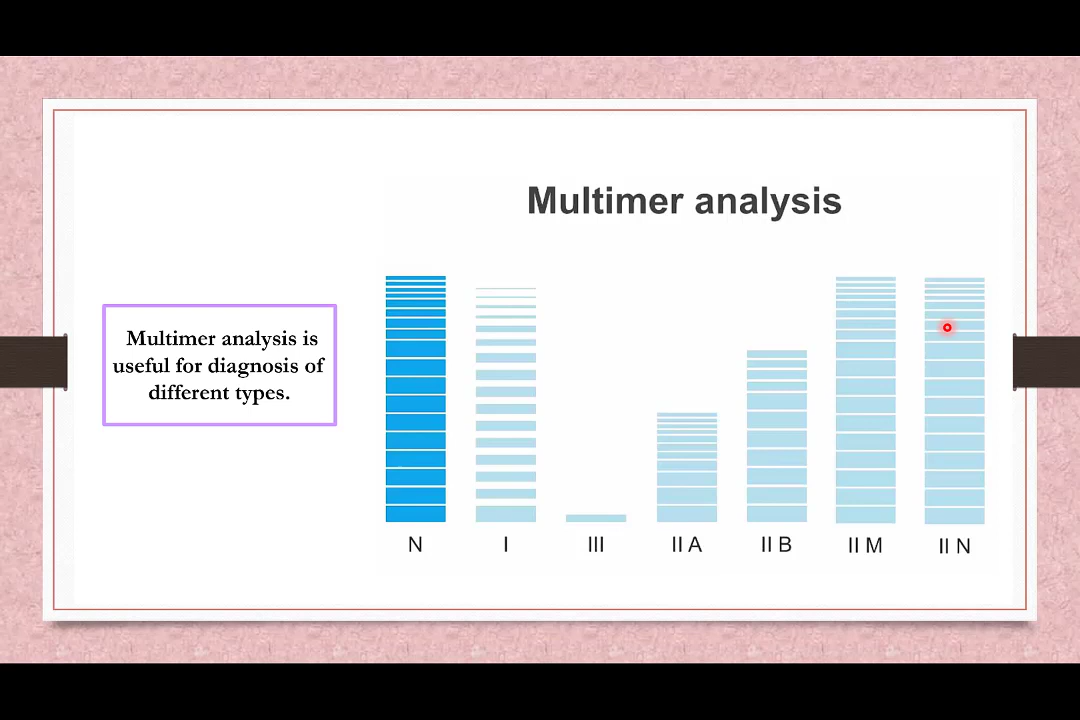 Multimer analysis
Multimer analysis is
useful for diagnosis of
different types.
N I III II A II B II M II N